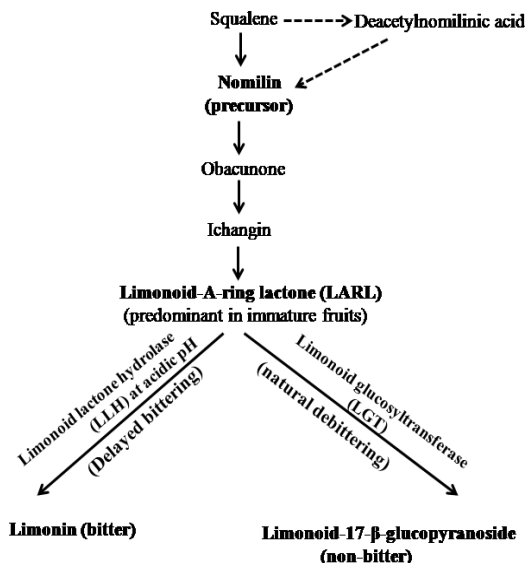 Squalene
Deacetylnomilinic acid
Nomilin
(precursor)
Obacunone
Ichangin
Limonoid-A-ring lactone (LARL)
(predominant in immature fruits)
Limonoid lactone hydrolase
(LLH) at acidic pH
(Delayed bittering)
Limonoid glucosyltransferase
(LGT)
(natural debittering)
Limonin (bitter)
Limonoid-17-β-glucopyranoside
(non-bitter)